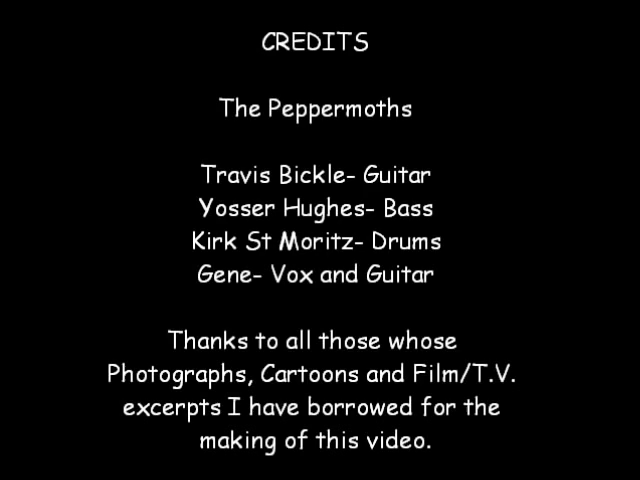 CREDITS
The Peppermoths
Travis Bickle- Guitar
Yosser Hughes- Bass
Kirk St Moritz- Drums
Gene- Vox and Guitar
Thanks to all those whose
Photographs, Cartoons and Film/T.V.
excerpts I have borrowed for the
making of this video.